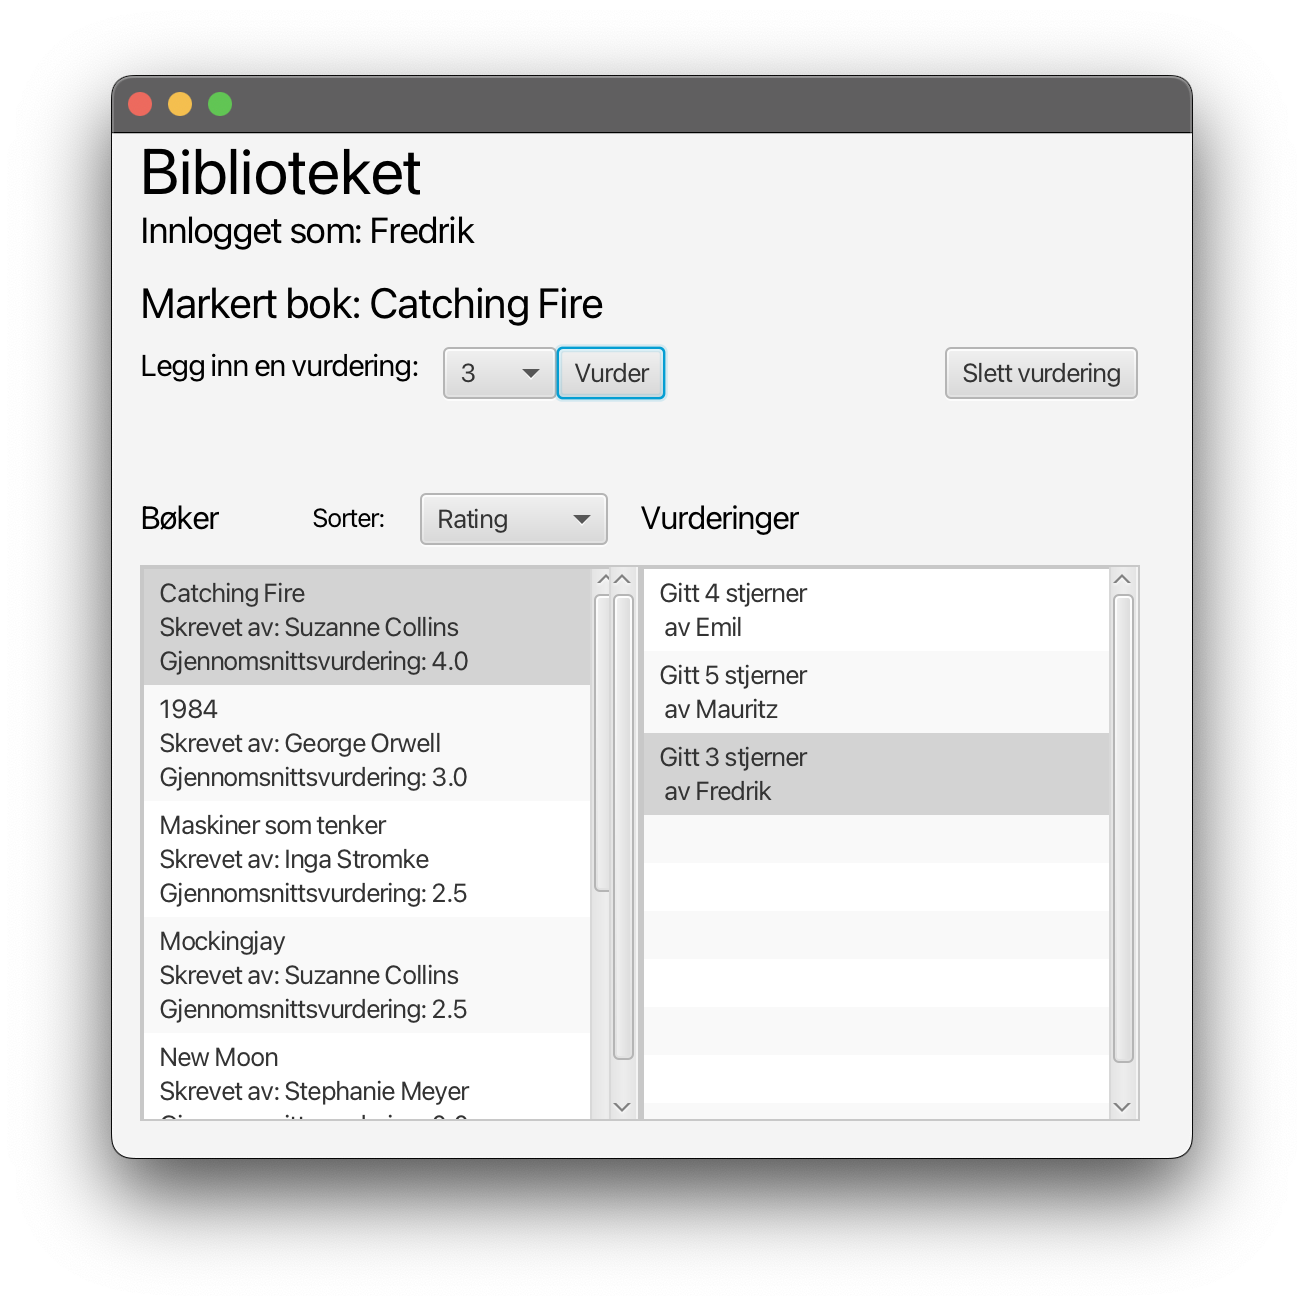 Biblioteket
Innlogget som: Fredrik
Markert bok: Catching Fire
Legg inn en vurdering:
3
Vurder
Slett vurdering
Bøker
Sorter:
Rating
Vurderinger
Catching Fire
Skrevet av: Suzanne Collins
Gjennomsnittsvurdering: 4.0
1984
Skrevet av: George Orwell
Gjennomsnittsvurdering: 3.0
Maskiner som tenker
Skrevet av: Inga Stromke
Gjennomsnittsvurdering: 2.5
Mockingjay
Skrevet av: Suzanne Collins
Gjennomsnittsvurdering: 2.5
New Moon
Skrevet av: Stephanie Meyer
Gitt 4 stjerner
av Emil
Gitt 5 stjerner
av Mauritz
Gitt 3 stjerner
av Fredrik